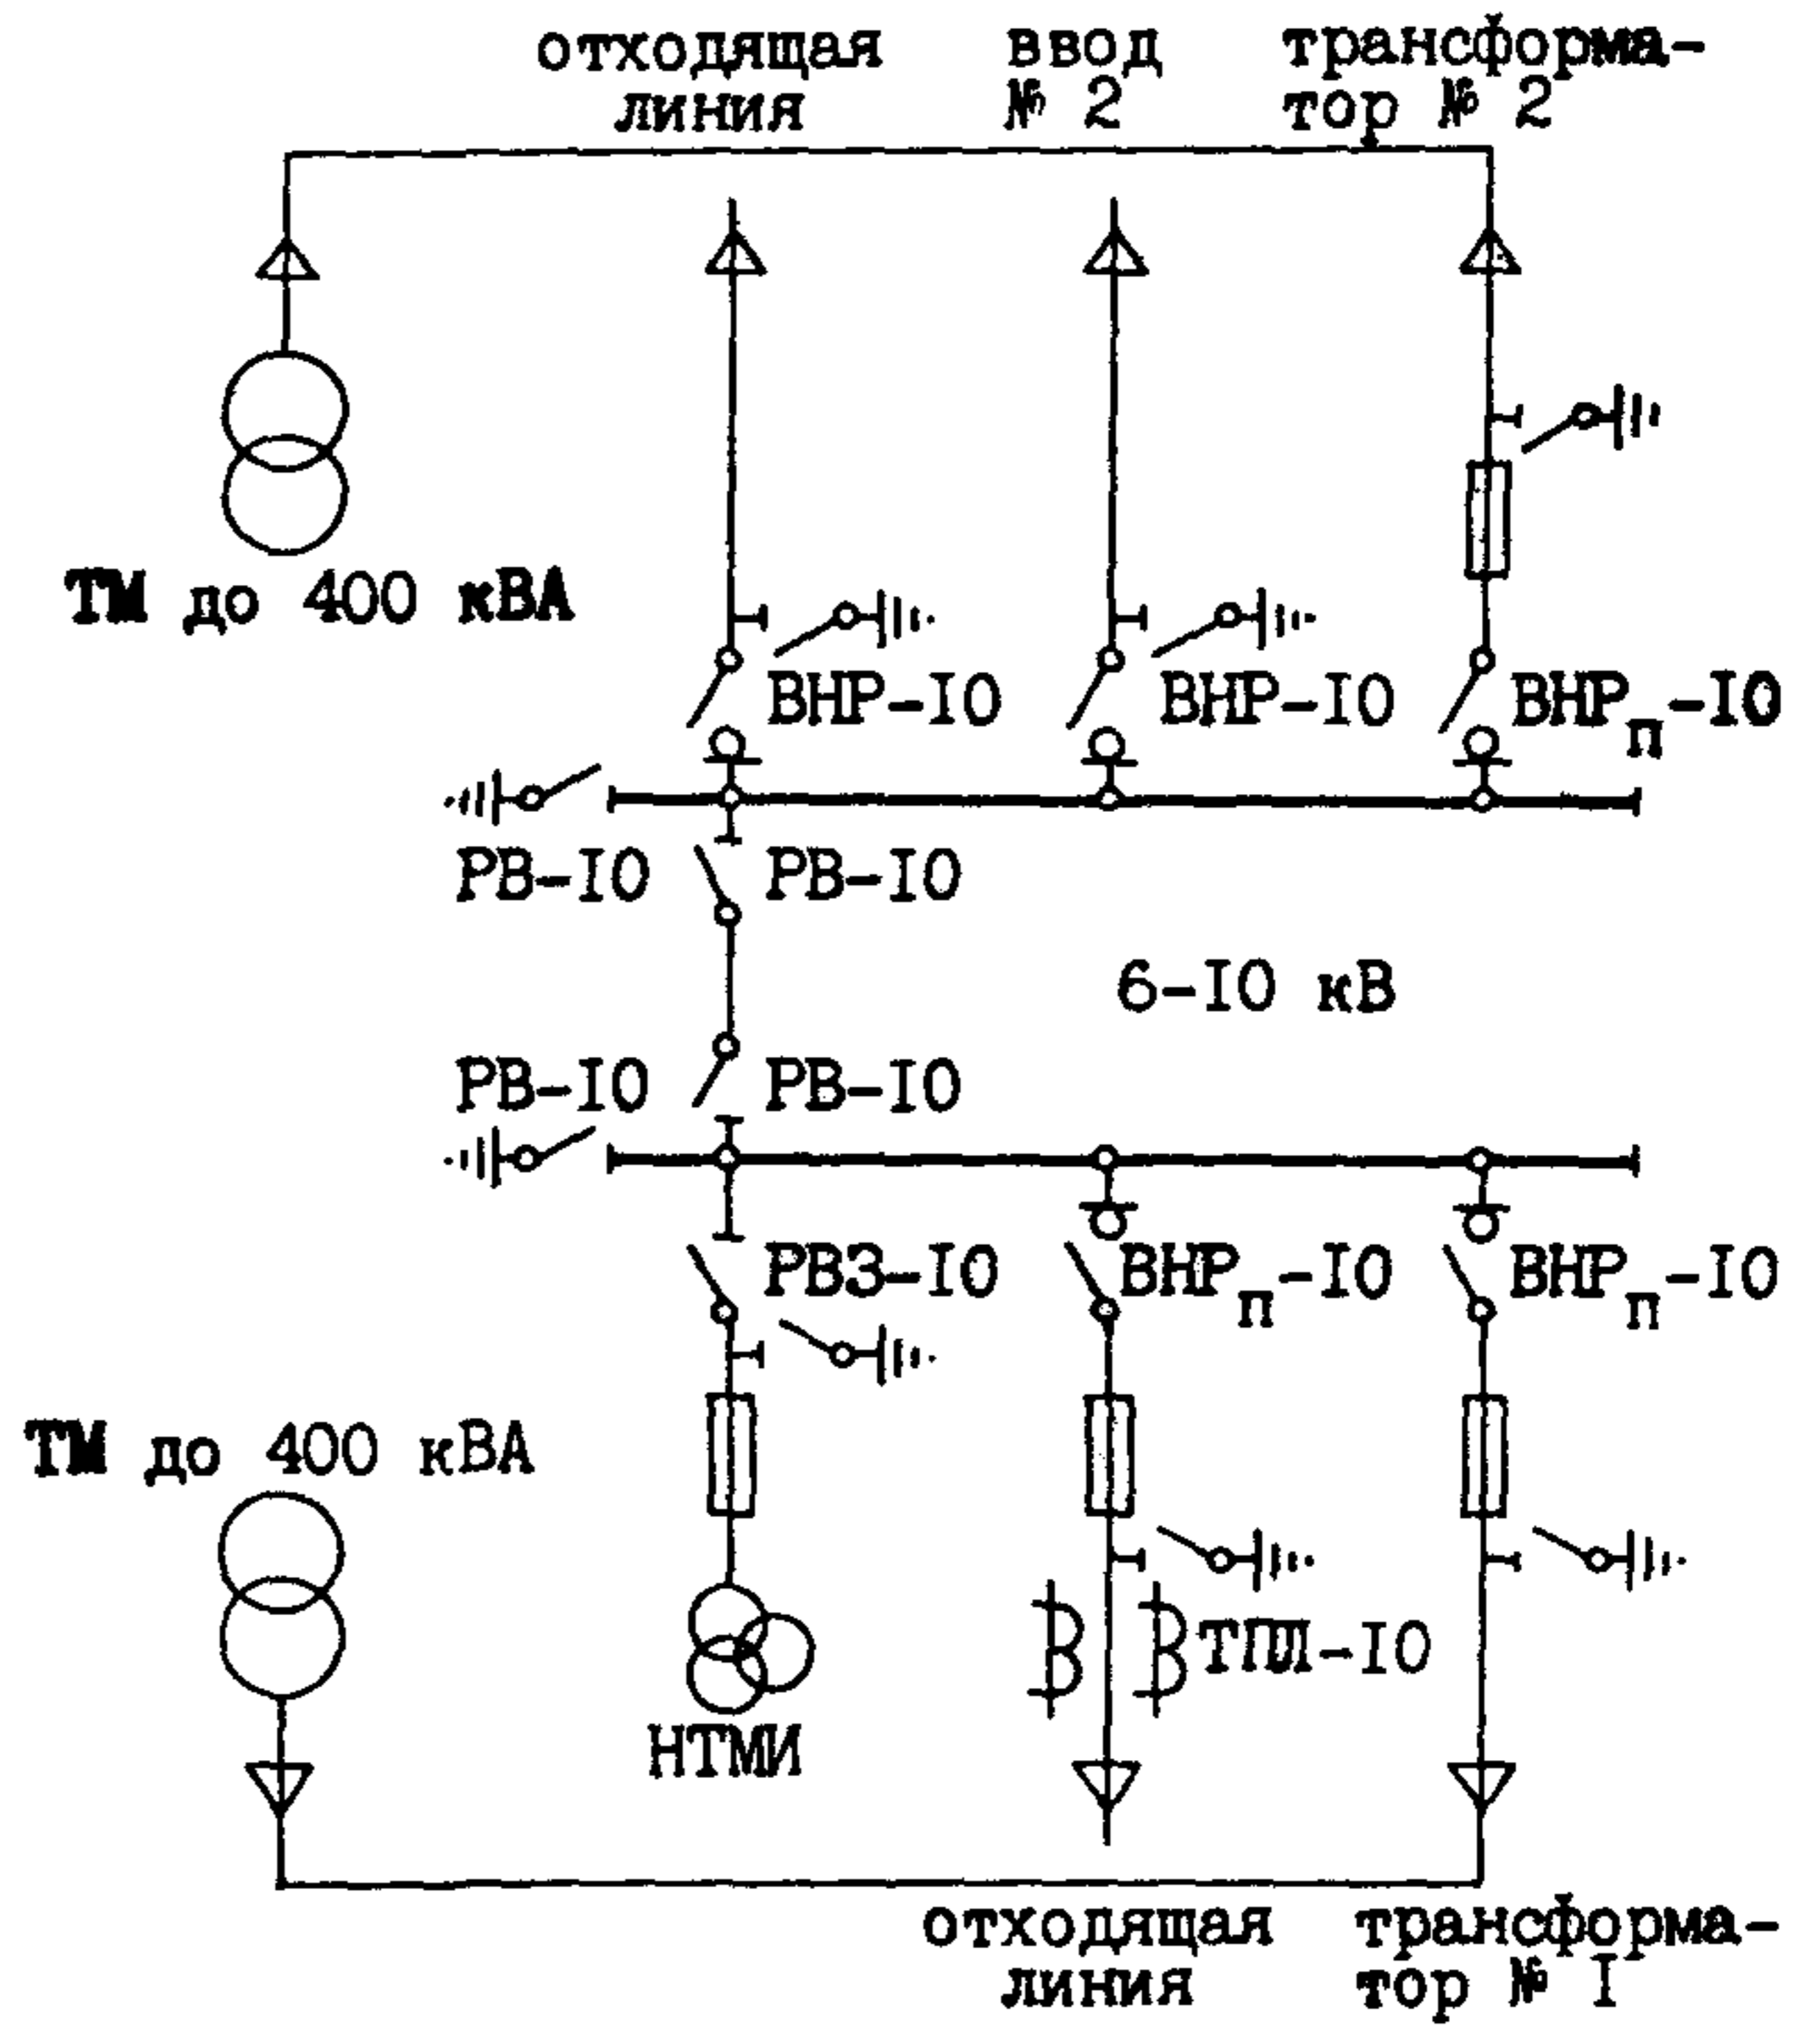 отходящая
линия
ввод
№ 2
трансформа-
тор № 2
ТМ до 400 кВА
ВНР-10
ВНР-10
ВНРп-10
РВ-10
РВ-10
6-10 кВ
РВ-10
РВ-10
РВЗ-10
ВНРп-10
ВНРп-10
ТМ до 400 кВА
ТПЛ-10
НТМИ
отходящая
линия
трансформа-
тор № I